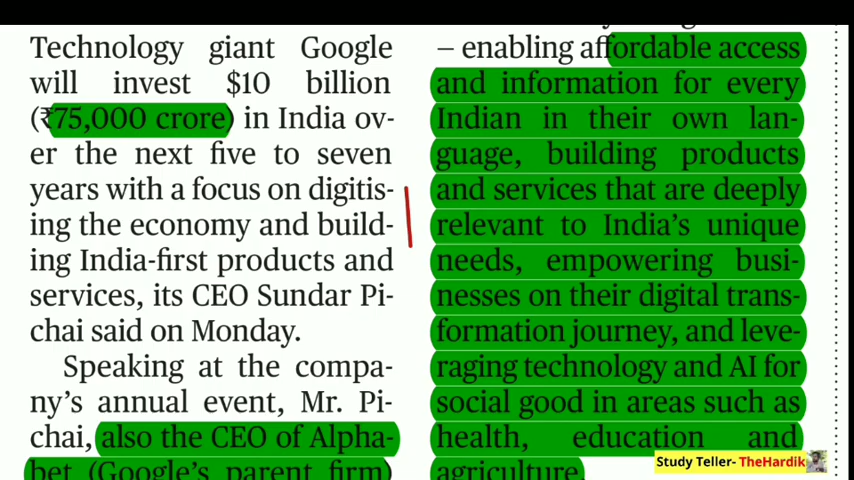 Technology giant Google
will invest $10 billion
(₹75,000 crore) in India ov-
er the next five to seven
years with a focus on digitis-
ing the economy and build-
ing India-first products and
services, its CEO Sundar Pi-
chai said on Monday.
Speaking at the compa-
ny's annual event, Mr. Pi-
chai, also the CEO of Alpha-
bet (Google's parent firm)
– enabling affordable access
and information for every
Indian in their own lan-
guage, building products
and services that are deeply
relevant to India's unique
needs, empowering busi-
nesses on their digital trans-
formation journey, and leve-
raging technology and AI for
social good in areas such as
health, education and
agriculture.
Study Teller- TheHardik